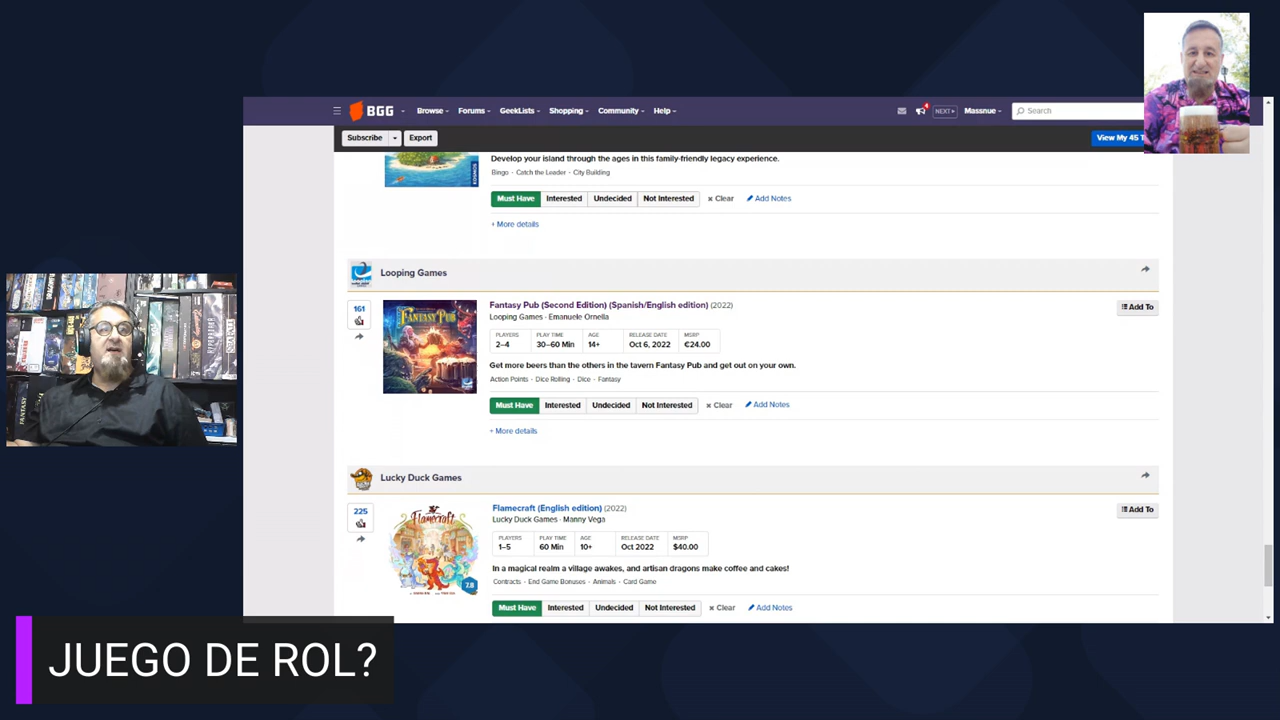 BGG Browse Forums GeekLists Shopping Community Help NEXT Massnue Search
Subscribe Export View My 45
Develop your island through the ages in this family-friendly legacy experience.
Bingo · Catch the Leader · City Building
KOSMOS
Must Have Interested Undecided Not Interested × Clear Add Notes
+ More details
Looping Games
161
FANTASY PUB
Fantasy Pub (Second Edition) (Spanish/English edition) (2022)
Add To
Looping Games · Emanuele Ornella
PLAYERS PLAY TIME AGE RELEASE DATE MSRP
2–4 30–60 Min 14+ Oct 6, 2022 €24.00
Get more beers than the others in the tavern Fantasy Pub and get out on your own.
Action Points · Dice Rolling · Dice · Fantasy
Must Have Interested Undecided Not Interested × Clear Add Notes
+ More details
Lucky Duck Games
225
Flamecraft
7.8
Flamecraft (English edition) (2022)
Add To
Lucky Duck Games · Manny Vega
PLAYERS PLAY TIME AGE RELEASE DATE MSRP
1–5 60 Min 10+ Oct 2022 $40.00
In a magical realm a village awakes, and artisan dragons make coffee and cakes!
Contracts · End Game Bonuses · Animals · Card Game
Must Have Interested Undecided Not Interested × Clear Add Notes
JUEGO DE ROL?